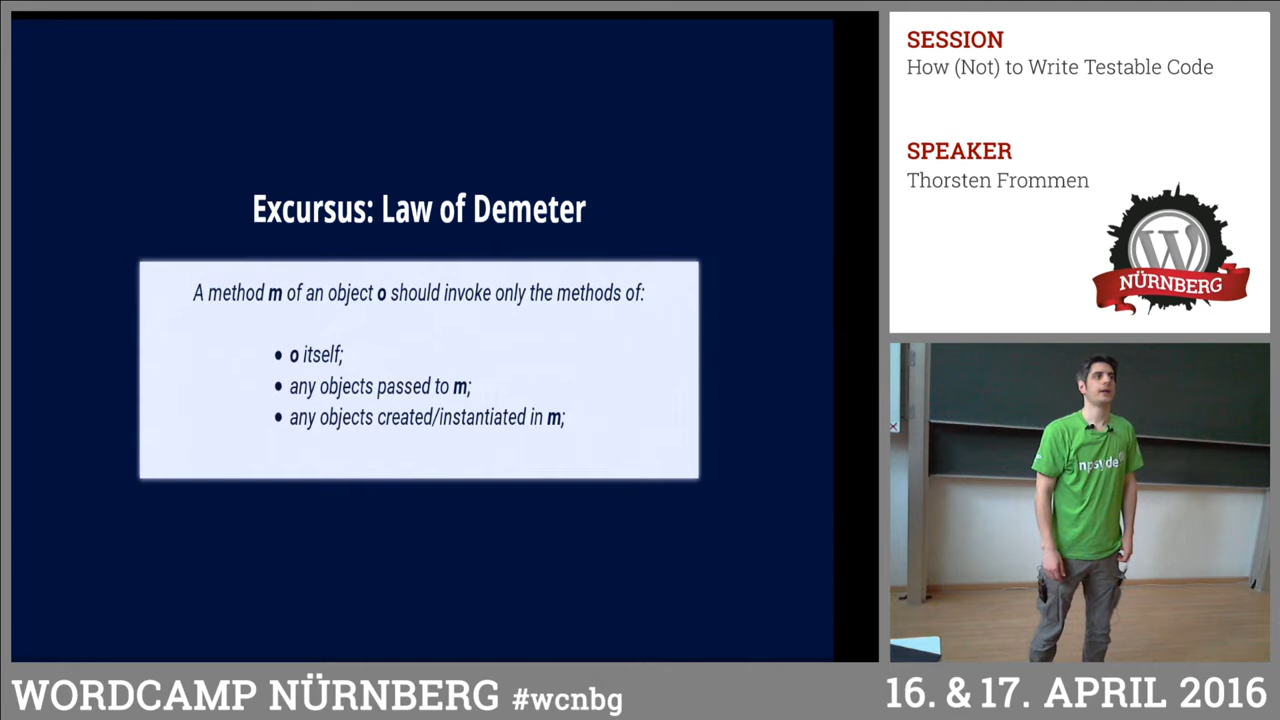 Excursus: Law of Demeter
A method m of an object o should invoke only the methods of:
• o itself;
• any objects passed to m;
• any objects created/instantiated in m;
SESSION
How (Not) to Write Testable Code
SPEAKER
Thorsten Frommen
W
NÜRNBERG
WORDCAMP NÜRNBERG #wcnbg
16. & 17. APRIL 2016